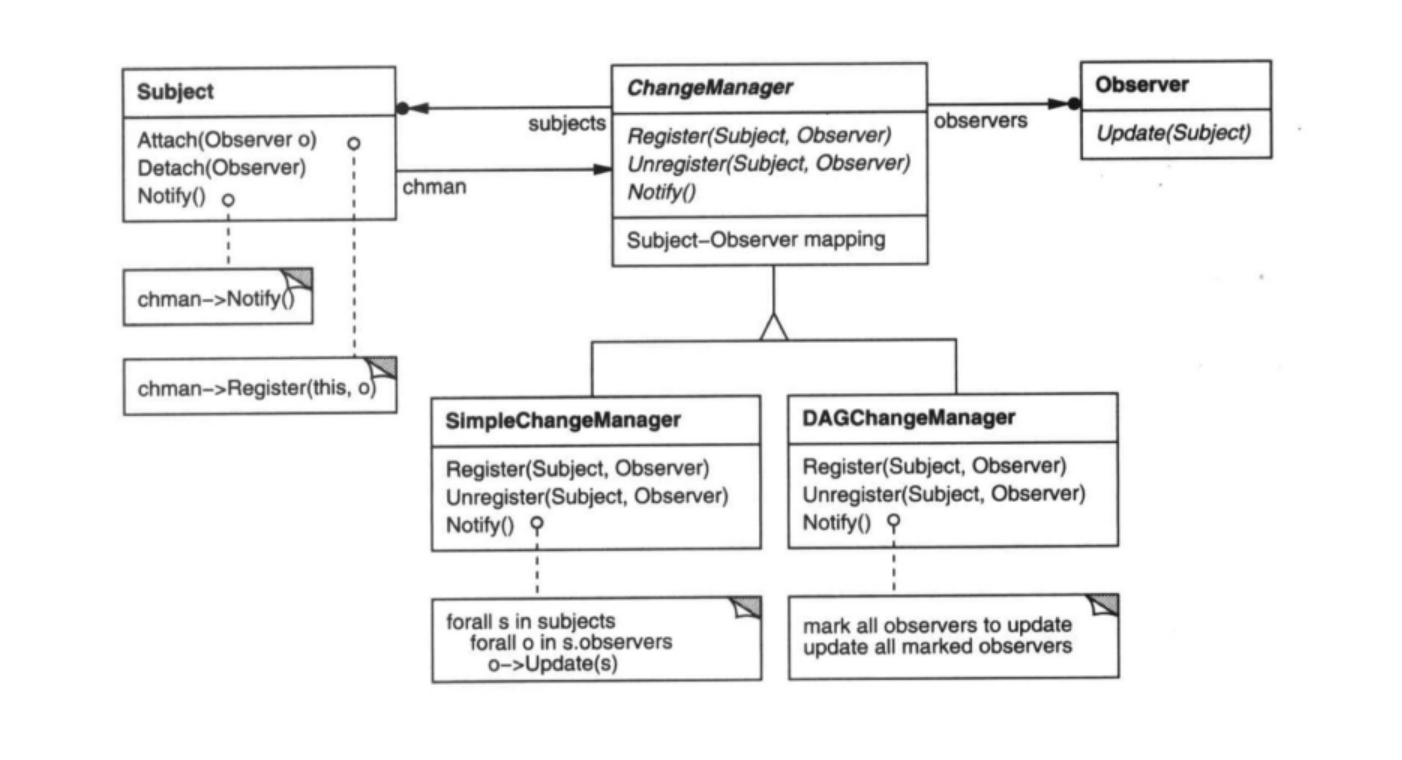 Subject
Attach(Observer o)
Detach(Observer)
Notify()
chman->Notify()
chman->Register(this, o)
subjects
chman
ChangeManager
Register(Subject, Observer)
Unregister(Subject, Observer)
Notify()
Subject–Observer mapping
observers
Observer
Update(Subject)
SimpleChangeManager
Register(Subject, Observer)
Unregister(Subject, Observer)
Notify()
forall s in subjects
forall o in s.observers
o->Update(s)
DAGChangeManager
Register(Subject, Observer)
Unregister(Subject, Observer)
Notify()
mark all observers to update
update all marked observers